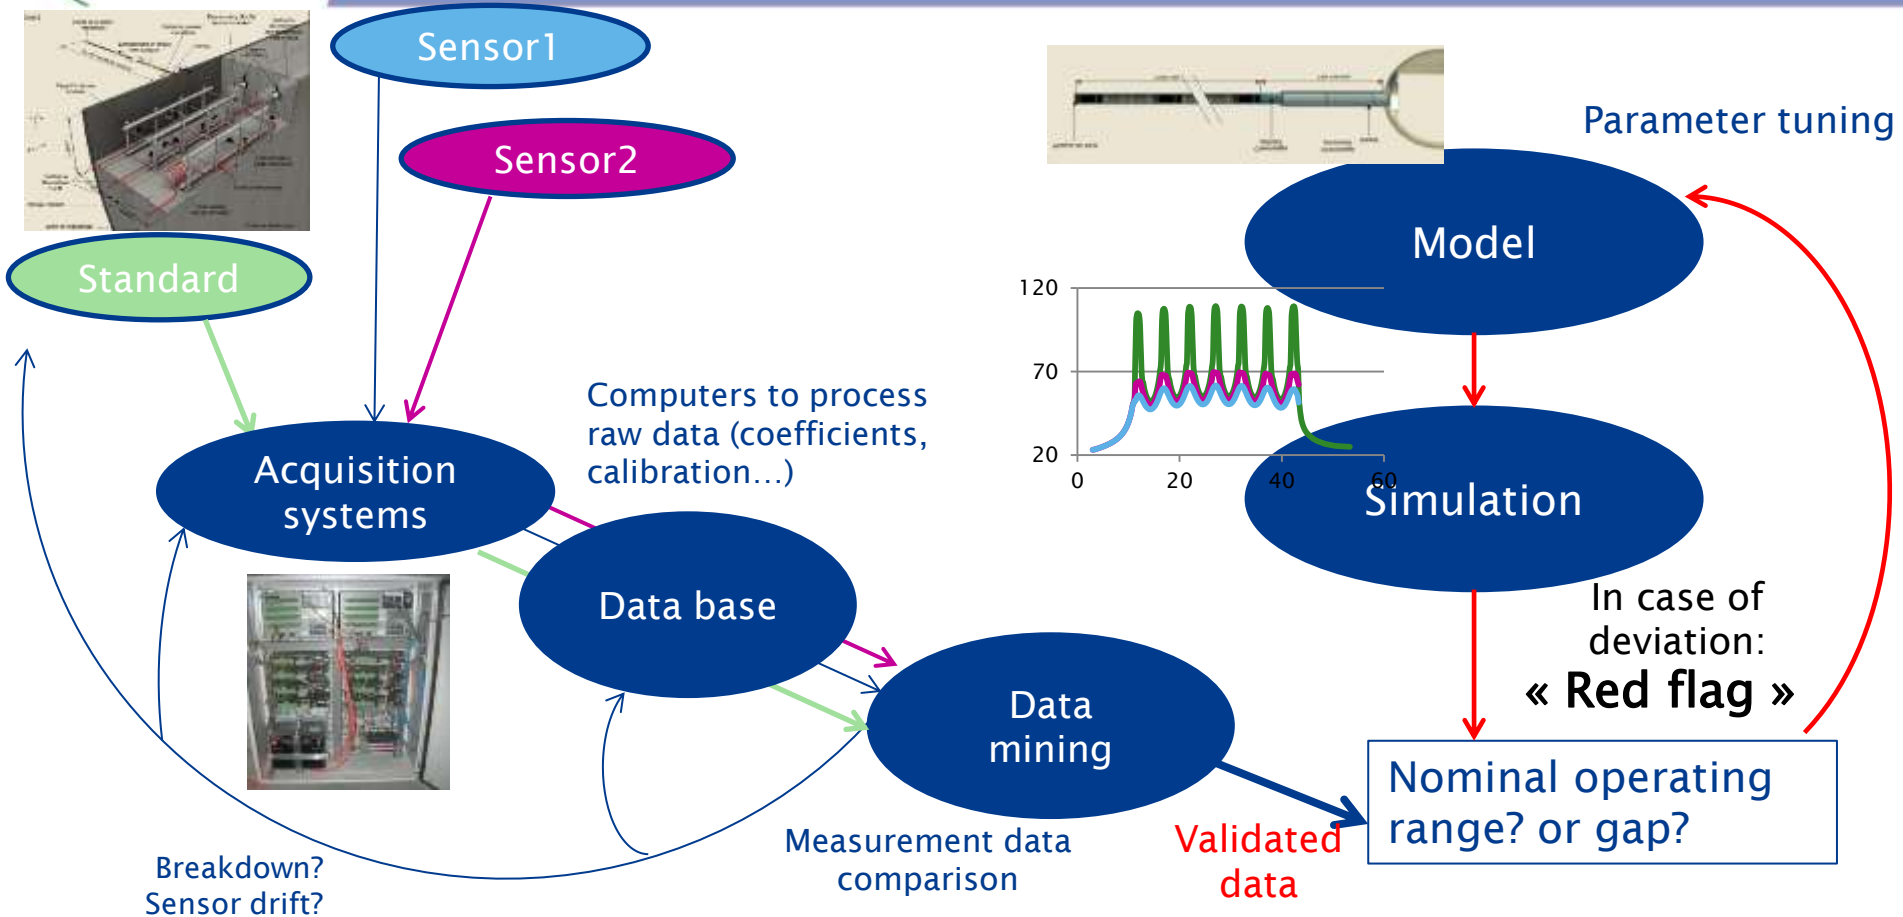 Sensor1
Sensor2
Standard
Acquisition
systems
Computers to process
raw data (coefficients,
calibration…)
Data base
Data
mining
Measurement data
comparison
Breakdown?
Sensor drift?
Validated
data
Parameter tuning
Model
120
70
20
0
20
40
60
Simulation
In case of
deviation:
« Red flag »
Nominal operating
range? or gap?